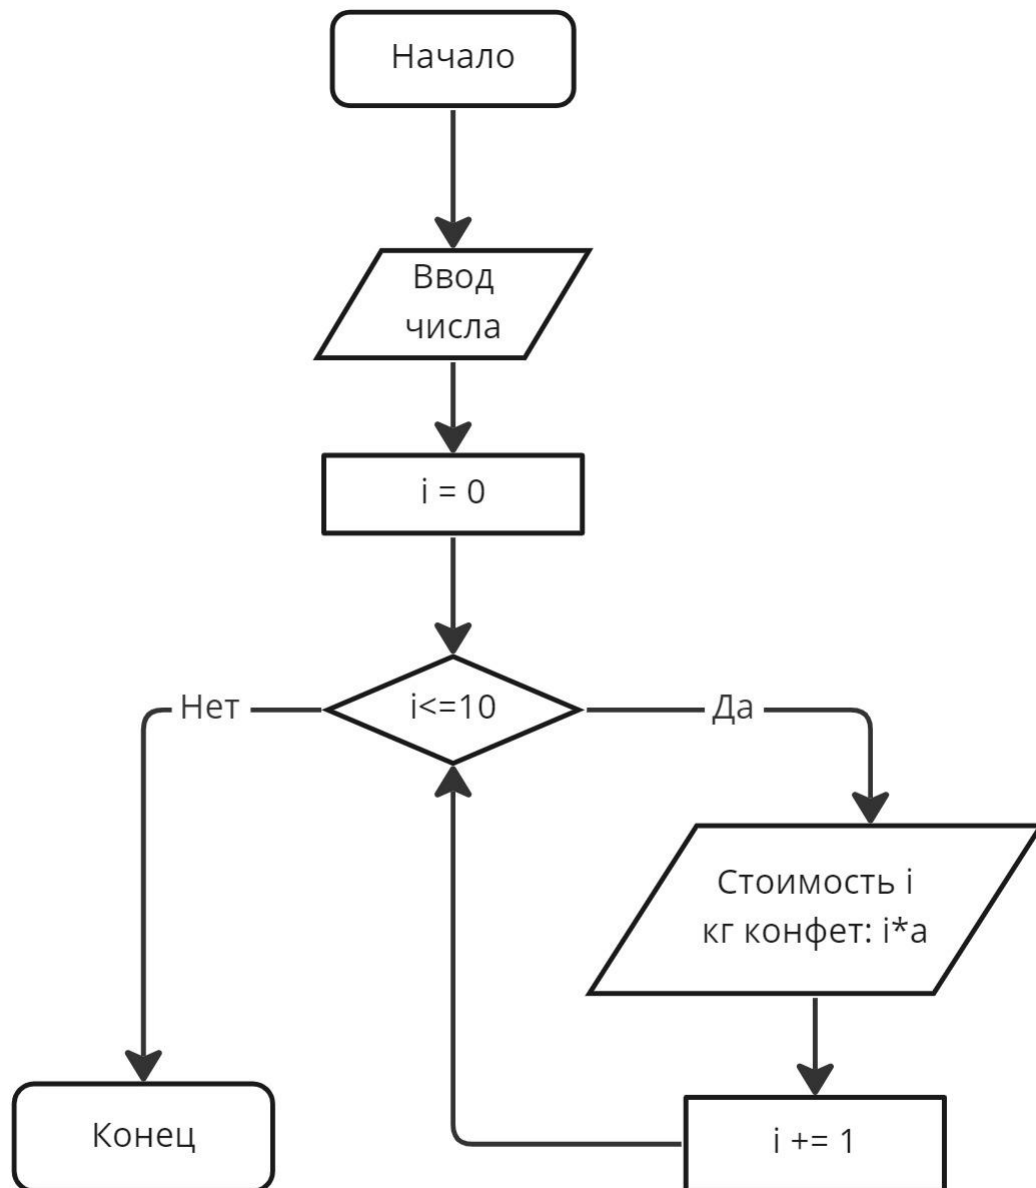 Начало
Ввод
числа
i = 0
i<=10
Нет
Да
Стоимость i
кг конфет: i*a
i += 1
Конец